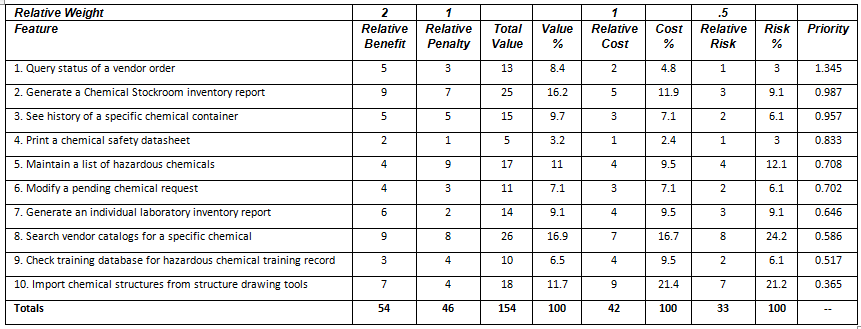 Relative Weight 2 1 1 .5
Feature Relative Benefit Relative Penalty Total Value Value % Relative Cost Cost % Relative Risk Risk % Priority
1. Query status of a vendor order 5 3 13 8.4 2 4.8 1 3 1.345
2. Generate a Chemical Stockroom inventory report 9 7 25 16.2 5 11.9 3 9.1 0.987
3. See history of a specific chemical container 5 5 15 9.7 3 7.1 2 6.1 0.957
4. Print a chemical safety datasheet 2 1 5 3.2 1 2.4 1 3 0.833
5. Maintain a list of hazardous chemicals 4 9 17 11 4 9.5 4 12.1 0.708
6. Modify a pending chemical request 4 3 11 7.1 3 7.1 2 6.1 0.702
7. Generate an individual laboratory inventory report 6 2 14 9.1 4 9.5 3 9.1 0.646
8. Search vendor catalogs for a specific chemical 9 8 26 16.9 7 16.7 8 24.2 0.586
9. Check training database for hazardous chemical training record 3 4 10 6.5 4 9.5 2 6.1 0.517
10. Import chemical structures from structure drawing tools 7 4 18 11.7 9 21.4 7 21.2 0.365
Totals 54 46 154 100 42 100 33 100 --